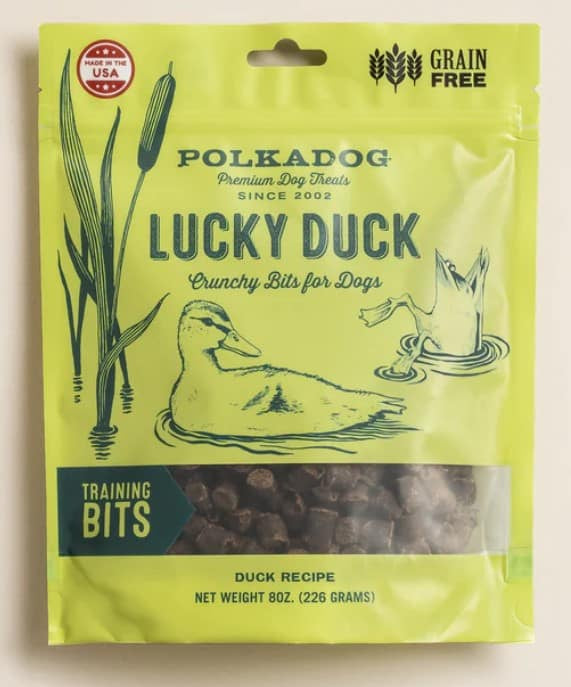 MADE IN THE
USA
GRAIN
FREE
POLKADOG
Premium Dog Treats
SINCE 2002
LUCKY DUCK
Crunchy Bits for Dogs
TRAINING
BITS
DUCK RECIPE
NET WEIGHT 8OZ. (226 GRAMS)